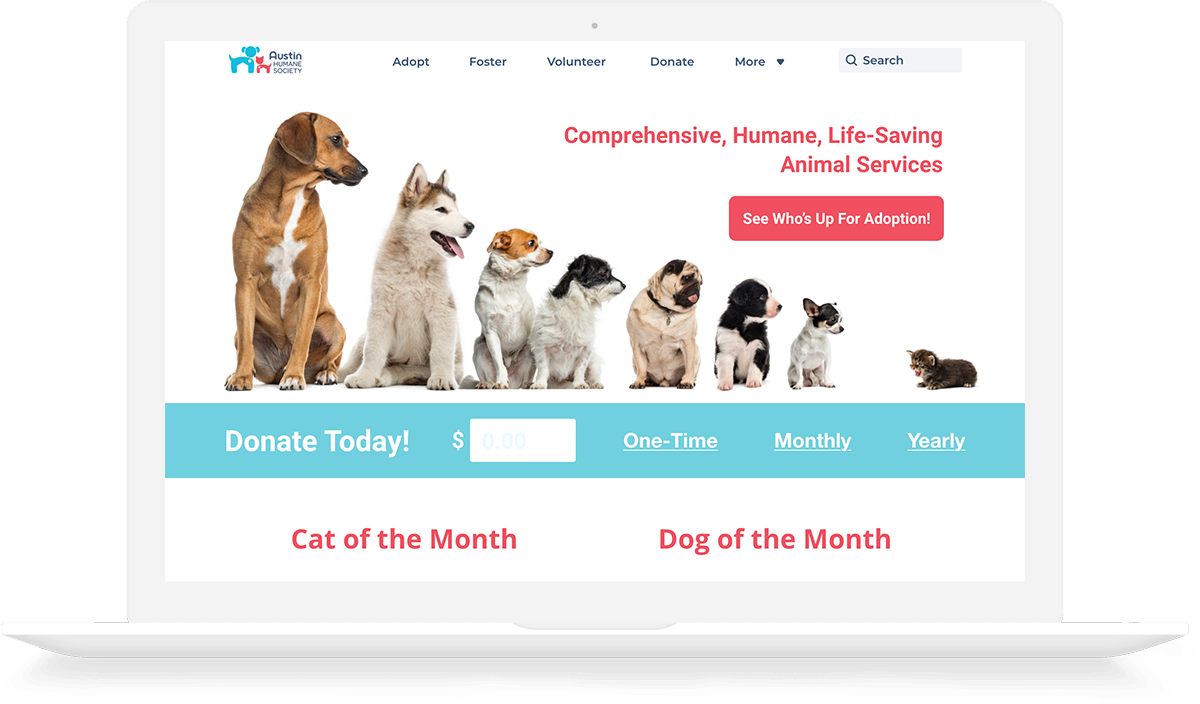 Austin
HUMANE
SOCIETY
Adopt
Foster
Volunteer
Donate
More
Search
Comprehensive, Humane, Life-Saving
Animal Services
See Who’s Up For Adoption!
Donate Today!
$
0.00
One-Time
Monthly
Yearly
Cat of the Month
Dog of the Month